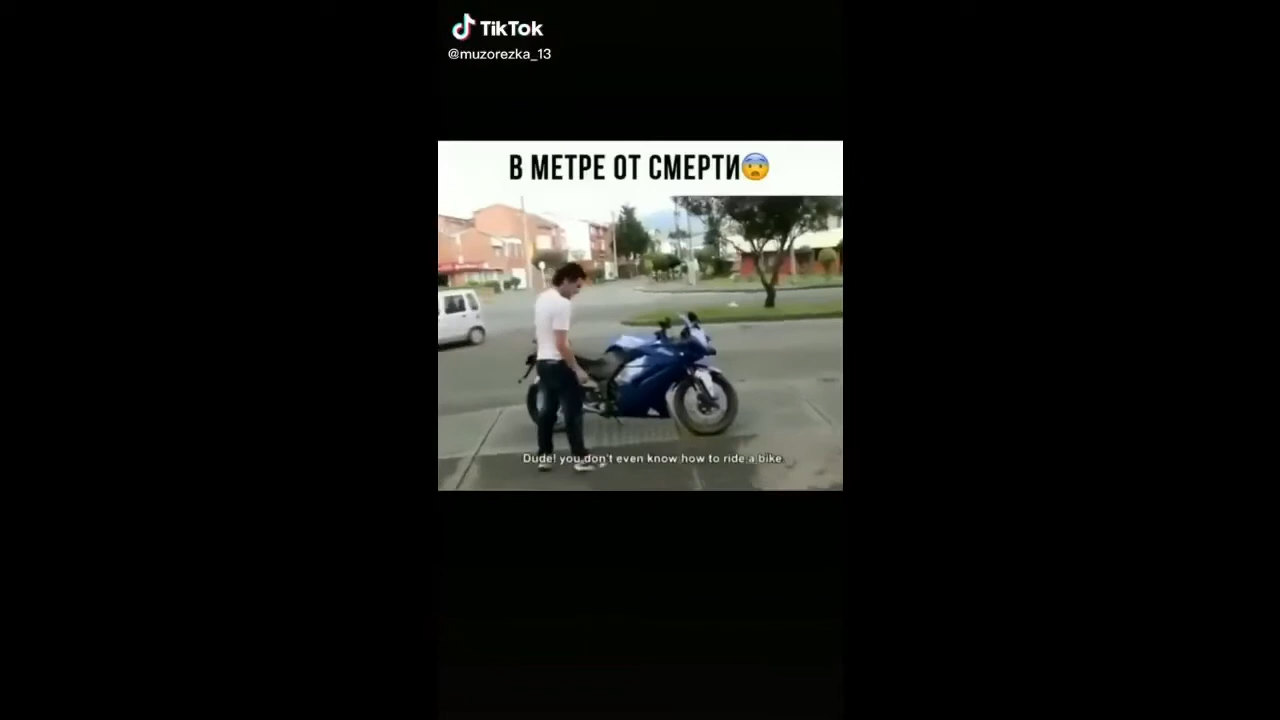 TikTok
@muzorezka_13
В МЕТРЕ ОТ СМЕРТИ😨
Dude! you don't even know how to ride a bike.